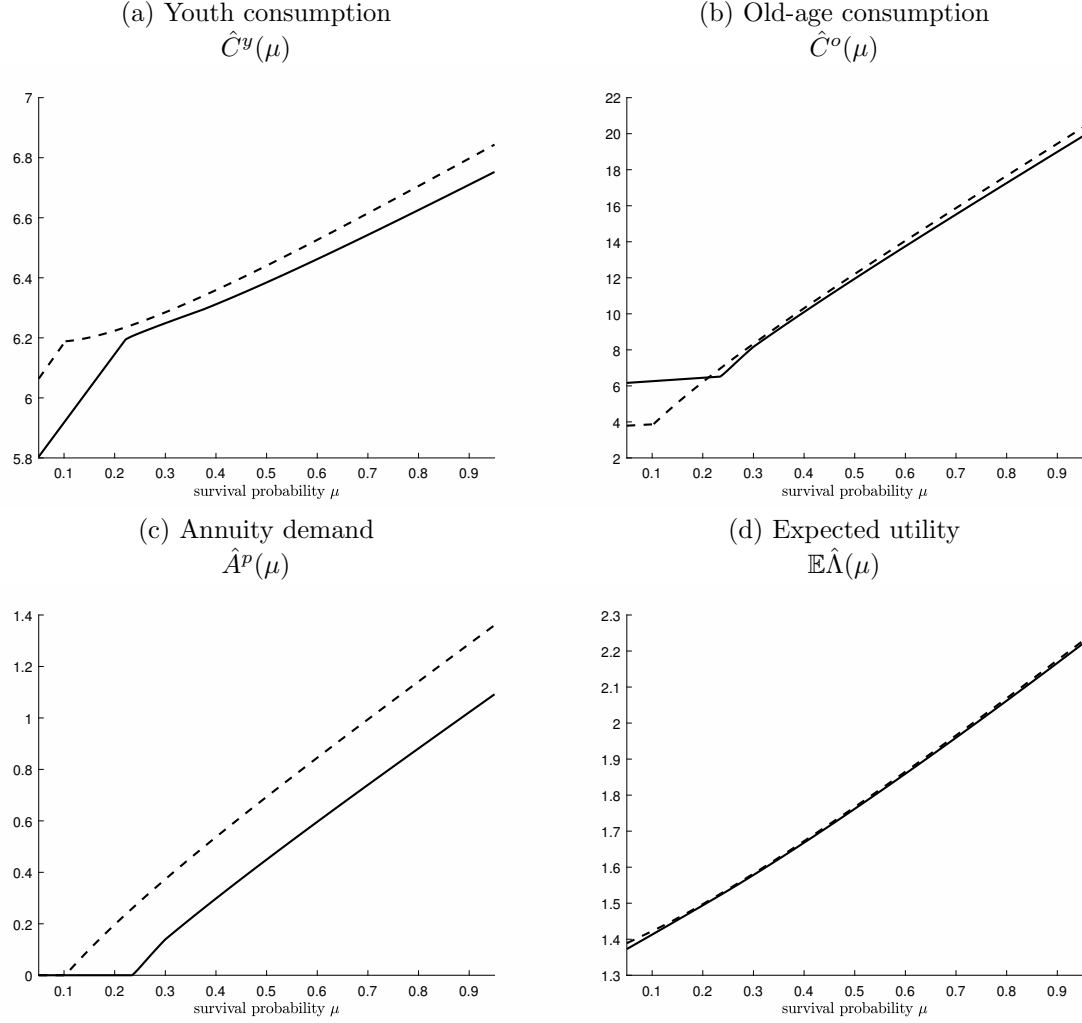 (a) Youth consumption
Ĉʸ(μ)
7
6.8
6.6
6.4
6.2
6
5.8
0.1 0.2 0.3 0.4 0.5 0.6 0.7 0.8 0.9
survival probability μ
(b) Old-age consumption
Ĉᵒ(μ)
22
20
18
16
14
12
10
8
6
4
2
0.1 0.2 0.3 0.4 0.5 0.6 0.7 0.8 0.9
survival probability μ
(c) Annuity demand
Âᵖ(μ)
1.4
1.2
1
0.8
0.6
0.4
0.2
0
0.1 0.2 0.3 0.4 0.5 0.6 0.7 0.8 0.9
survival probability μ
(d) Expected utility
𝔼Λ̂(μ)
2.3
2.2
2.1
2
1.9
1.8
1.7
1.6
1.5
1.4
1.3
0.1 0.2 0.3 0.4 0.5 0.6 0.7 0.8 0.9
survival probability μ